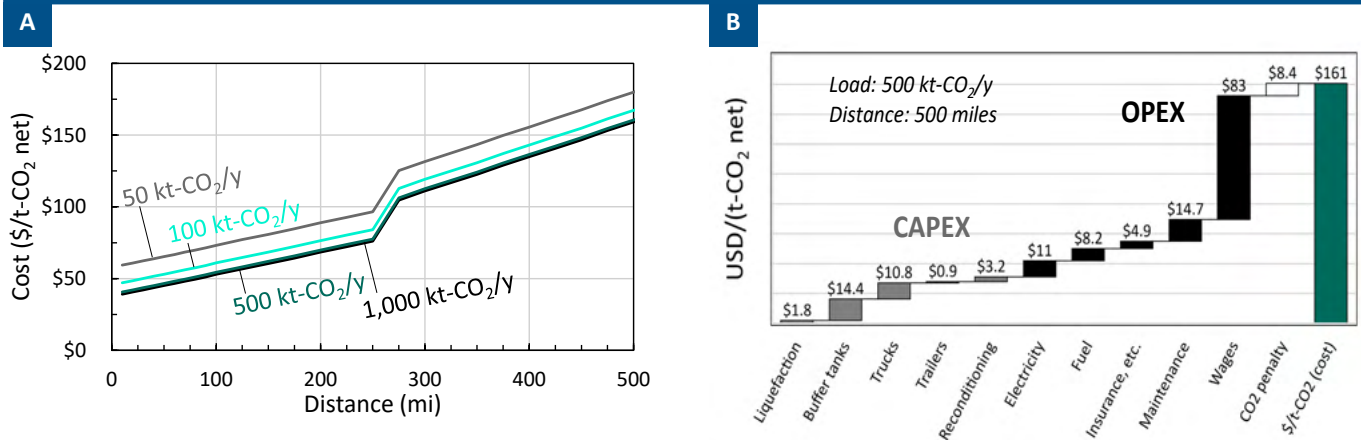 A
Cost ($/t-CO₂ net)
$200
$150
$100
$50
$0
50 kt-CO₂/y
100 kt-CO₂/y
500 kt-CO₂/y
1,000 kt-CO₂/y
0
100
200
300
400
500
Distance (mi)
B
USD/(t-CO₂ net)
Load: 500 kt-CO₂/y
Distance: 500 miles
CAPEX
OPEX
$1.8
$14.4
$10.8
$0.9
$3.2
$11
$8.2
$4.9
$14.7
$83
$8.4
$161
Liquefaction
Buffer tanks
Trucks
Trailers
Reconditioning
Electricity
Fuel
Insurance, etc.
Maintenance
Wages
CO2 penalty
$/t-CO2 (cost)